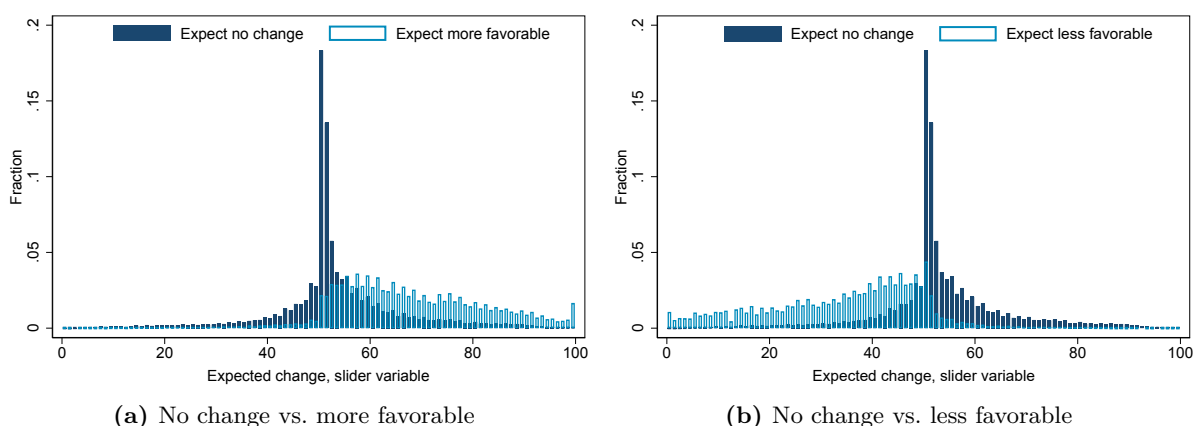 Expect no change Expect more favorable
.2
.15
.1
.05
0
Fraction
0 20 40 60 80 100
Expected change, slider variable
(a) No change vs. more favorable
Expect no change Expect less favorable
.2
.15
.1
.05
0
Fraction
0 20 40 60 80 100
Expected change, slider variable
(b) No change vs. less favorable